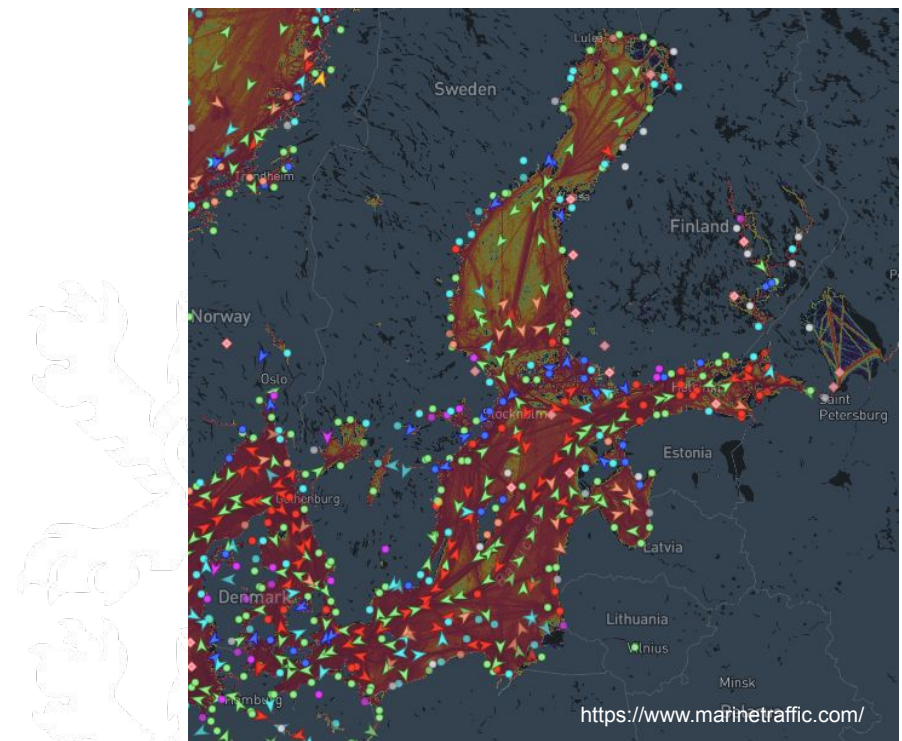 Luleå
Sweden
Trondheim
Finland
Norway
Oslo
Stockholm
Saint
Petersburg
Estonia
Gothenburg
Latvia
Denmark
Lithuania
Vilnius
Minsk
Hamburg
https://www.marinetraffic.com/